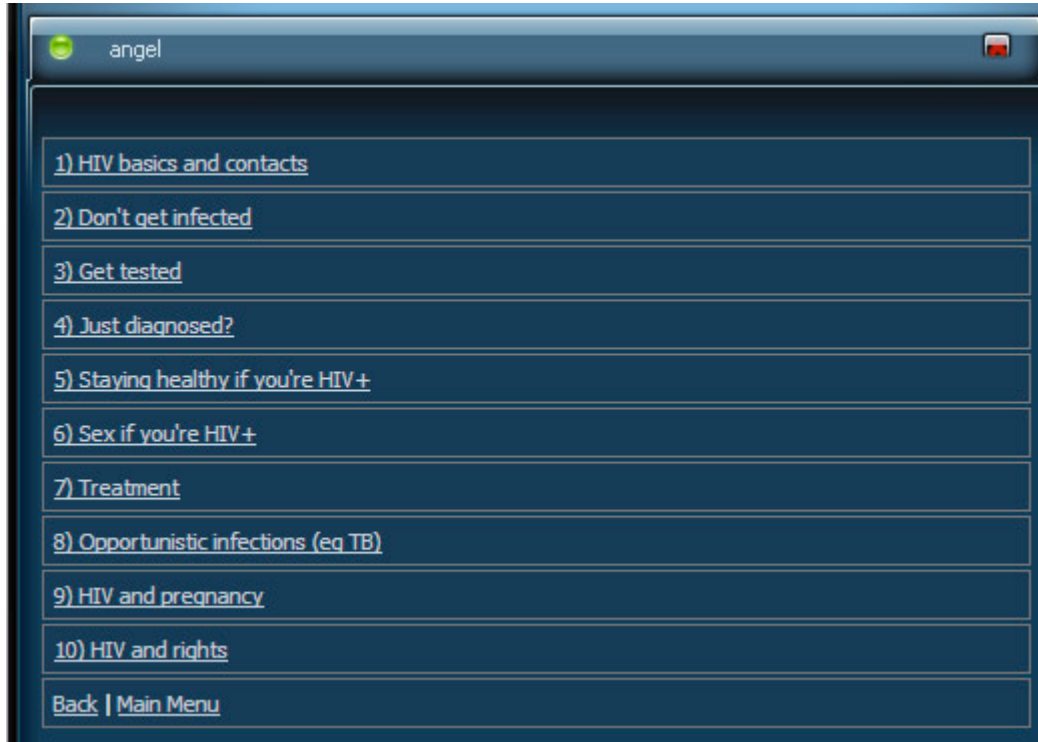 angel
1) HIV basics and contacts
2) Don't get infected
3) Get tested
4) Just diagnosed?
5) Staying healthy if you're HIV+
6) Sex if you're HIV+
7) Treatment
8) Opportunistic infections (eg TB)
9) HIV and pregnancy
10) HIV and rights
Back | Main Menu